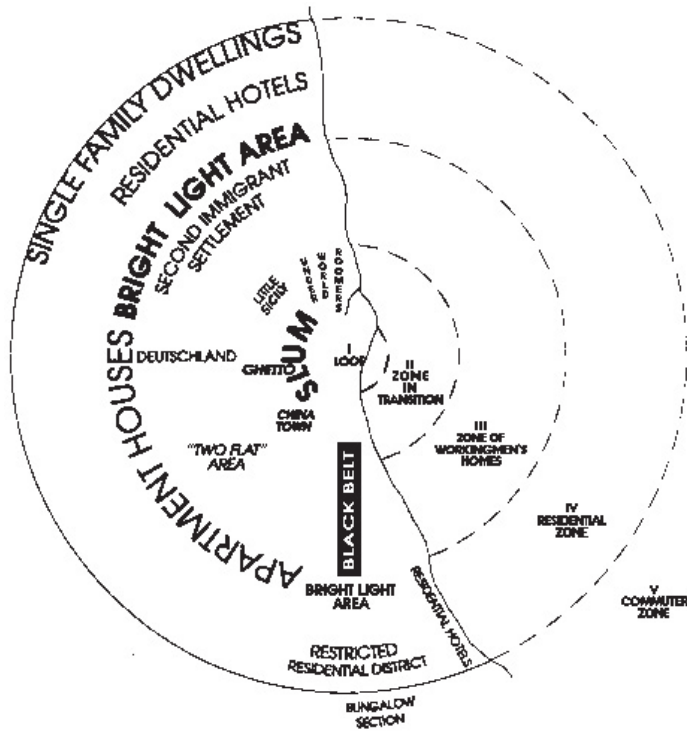 SINGLE FAMILY DWELLINGS
RESIDENTIAL HOTELS
BRIGHT LIGHT AREA
SECOND IMMIGRANT
SETTLEMENT
LITTLE
SICILY
UNDER
WORLD
ROOMERS
APARTMENT HOUSES
DEUTSCHLAND
GHETTO
SLUM
I
LOOP
II
ZONE
IN
TRANSITION
CHINA
TOWN
III
ZONE OF
WORKINGMEN'S
HOMES
"TWO FLAT"
AREA
BLACK BELT
IV
RESIDENTIAL
ZONE
BRIGHT LIGHT
AREA
RESIDENTIAL HOTELS
V
COMMUTER
ZONE
RESTRICTED
RESIDENTIAL DISTRICT
BUNGALOW
SECTION